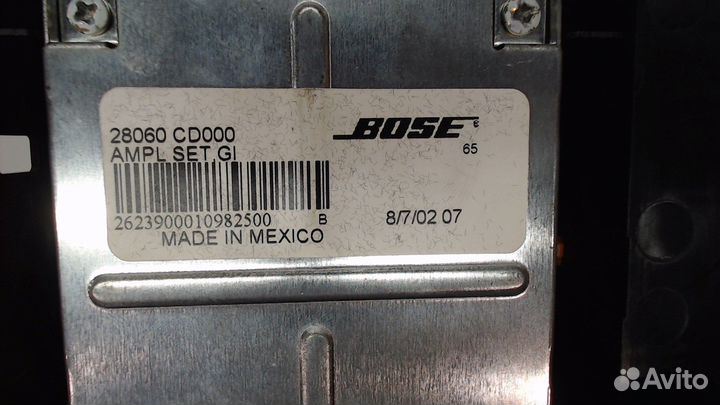 28060 CD000
AMPL SET GI
BOSE
65
2623900010982500 B
8/7/02 07
MADE IN MEXICO
Avito